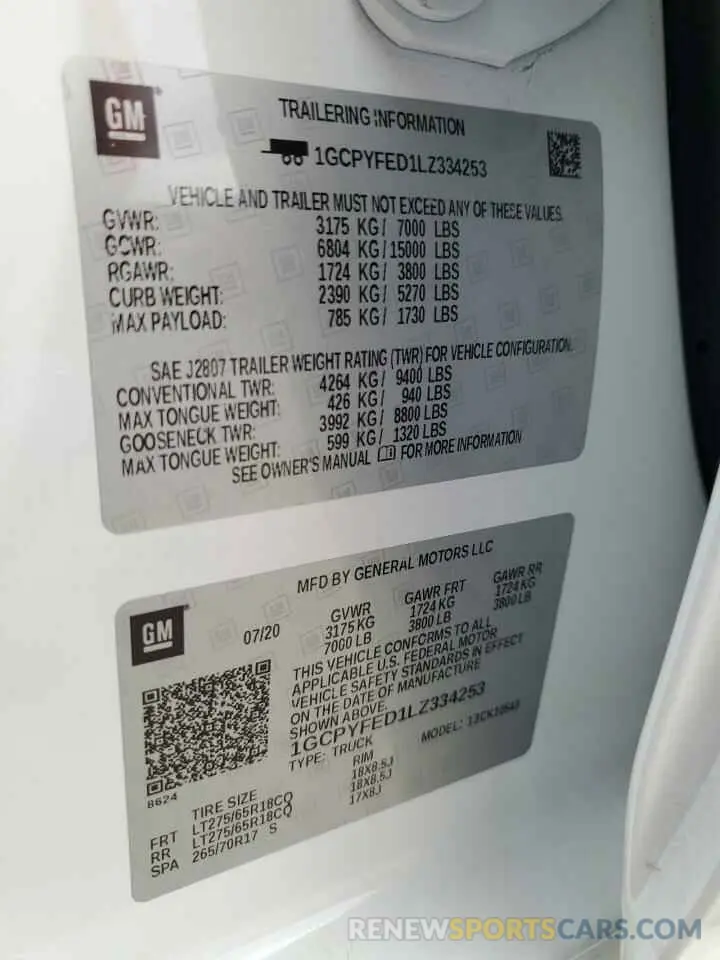 GM
TRAILERING INFORMATION
1GCPYFED1LZ334253
VEHICLE AND TRAILER MUST NOT EXCEED ANY OF THESE VALUES.
GVWR: 3175 KG/ 7000 LBS
GCWR: 6804 KG/ 15000 LBS
RGAWR: 1724 KG/ 3800 LBS
CURB WEIGHT: 2390 KG/ 5270 LBS
MAX PAYLOAD: 785 KG/ 1730 LBS
SAE J2807 TRAILER WEIGHT RATING (TWR) FOR VEHICLE CONFIGURATION.
CONVENTIONAL TWR: 4264 KG/ 9400 LBS
MAX TONGUE WEIGHT: 426 KG/ 940 LBS
GOOSENECK TWR: 3992 KG/ 8800 LBS
MAX TONGUE WEIGHT: 599 KG/ 1320 LBS
SEE OWNER'S MANUAL FOR MORE INFORMATION
GM
MFD BY GENERAL MOTORS LLC
07/20 GVWR GAWR FRT GAWR RR
3175 KG 1724 KG 1724 KG
7000 LB 3800 LB 3800 LB
THIS VEHICLE CONFORMS TO ALL
APPLICABLE U.S. FEDERAL MOTOR
VEHICLE SAFETY STANDARDS IN EFFECT
ON THE DATE OF MANUFACTURE
SHOWN ABOVE.
1GCPYFED1LZ334253
TYPE: TRUCK MODEL:
8624
TIRE SIZE RIM
FRT LT275/65R18CQ 18X8.5J
RR LT275/65R18CQ 18X8.5J
SPA 265/70R17 S 17X8J
RENEWSPORTSCARS.COM